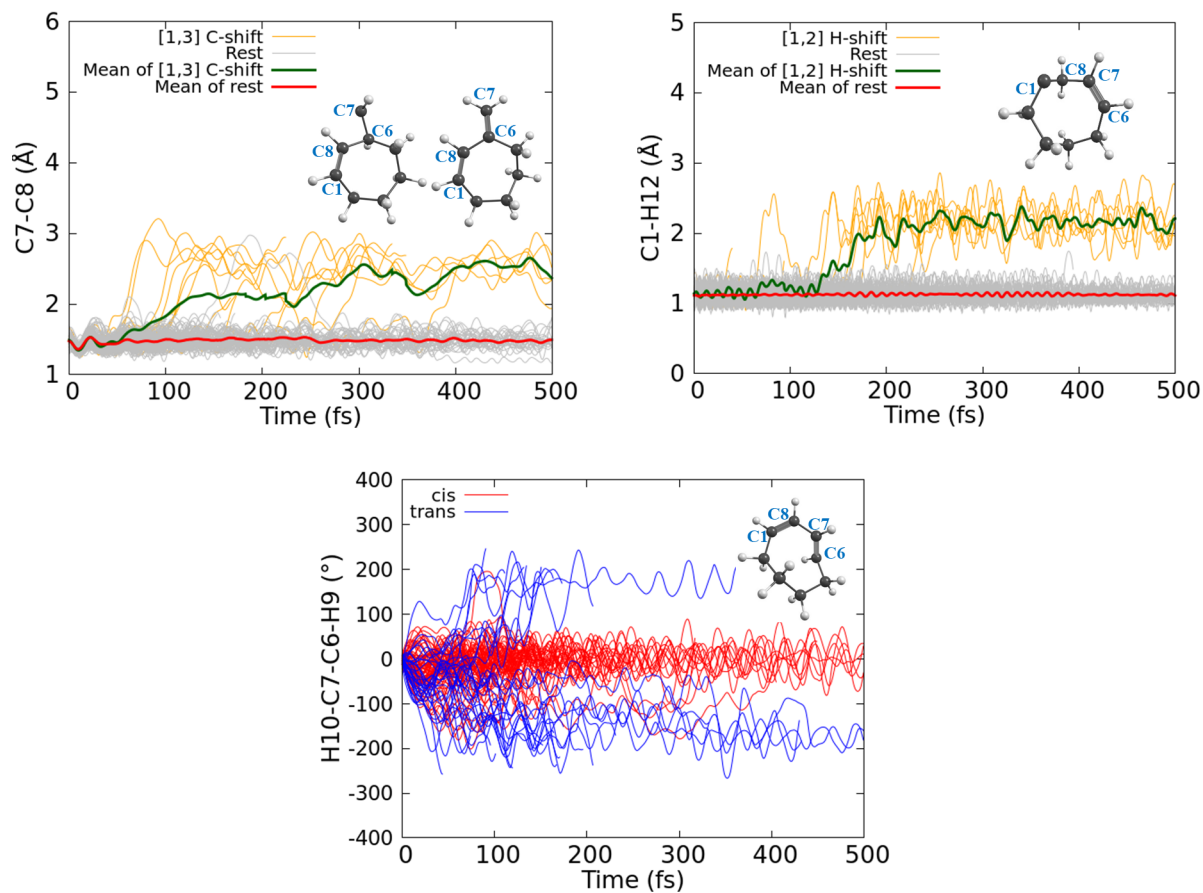 C7-C8 (Å)
6
5
4
3
2
1
[1,3] C-shift
Rest
Mean of [1,3] C-shift
Mean of rest
C7
C6
C8
C1
C7
C6
C8
C1
0 100 200 300 400 500
Time (fs)
C1-H12 (Å)
5
4
3
2
1
0
[1,2] H-shift
Rest
Mean of [1,2] H-shift
Mean of rest
C1
C8
C7
C6
0 100 200 300 400 500
Time (fs)
H10-C7-C6-H9 (°)
400
300
200
100
0
-100
-200
-300
-400
cis
trans
C8
C7
C1
C6
0 100 200 300 400 500
Time (fs)